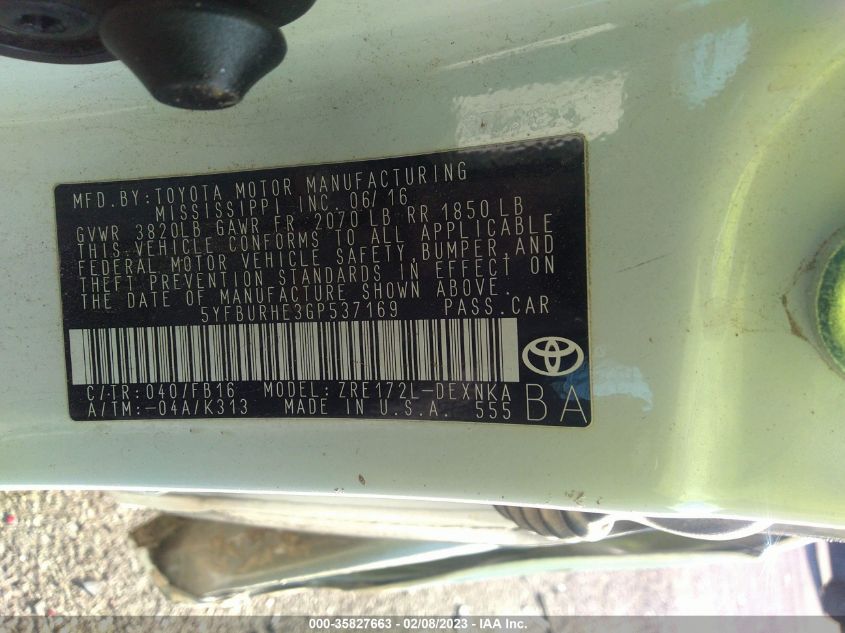 MFD. BY: TOYOTA MOTOR MANUFACTURING
MISSISSIPPI, INC. 06/16
GVWR 3820LB GAWR FR 2070 LB RR 1850 LB
THIS VEHICLE CONFORMS TO ALL APPLICABLE
FEDERAL MOTOR VEHICLE SAFETY, BUMPER, AND
THEFT PREVENTION STANDARDS IN EFFECT ON
THE DATE OF MANUFACTURE SHOWN ABOVE.
5YFBURHE3GP537169 PASS. CAR
C/TR: 040/FB16 MODEL: ZRE172L-DEXNKA
A/TM: -04A/K313 MADE IN U.S.A. 555
BA
000-35827663 - 02/08/2023 - IAA Inc.